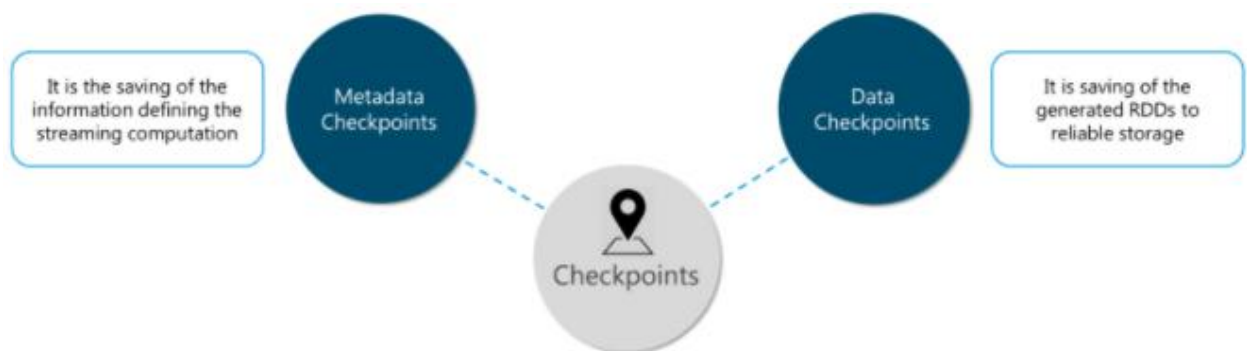 It is the saving of the
information defining the
streaming computation
Metadata
Checkpoints
Data
Checkpoints
It is saving of the
generated RDDs to
reliable storage
Checkpoints